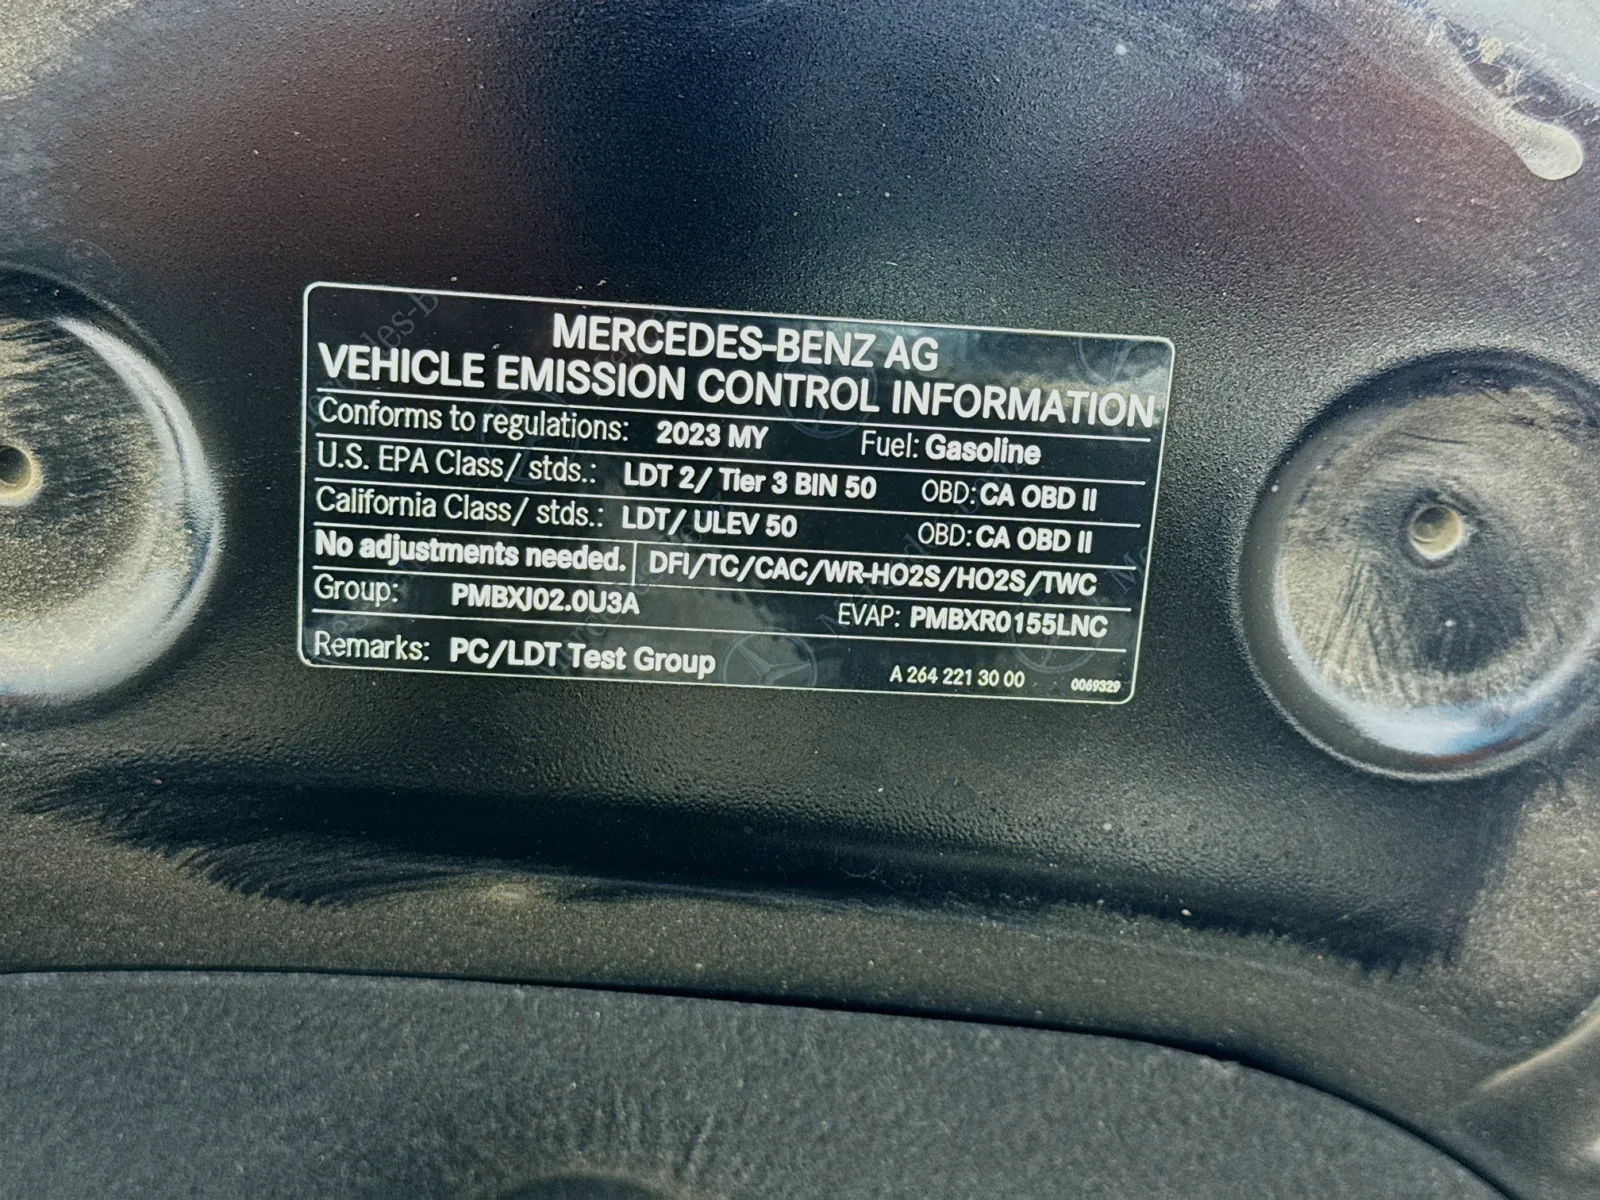 MERCEDES-BENZ AG
VEHICLE EMISSION CONTROL INFORMATION
Conforms to regulations: 2023 MY Fuel: Gasoline
U.S. EPA Class/ stds.: LDT 2/ Tier 3 BIN 50 OBD: CA OBD II
California Class/ stds.: LDT/ ULEV 50 OBD: CA OBD II
No adjustments needed. DFI/TC/CAC/WR-HO2S/HO2S/TWC
Group: PMBXJ02.0U3A EVAP: PMBXR0155LNC
Remarks: PC/LDT Test Group A 264 221 30 00 0069329